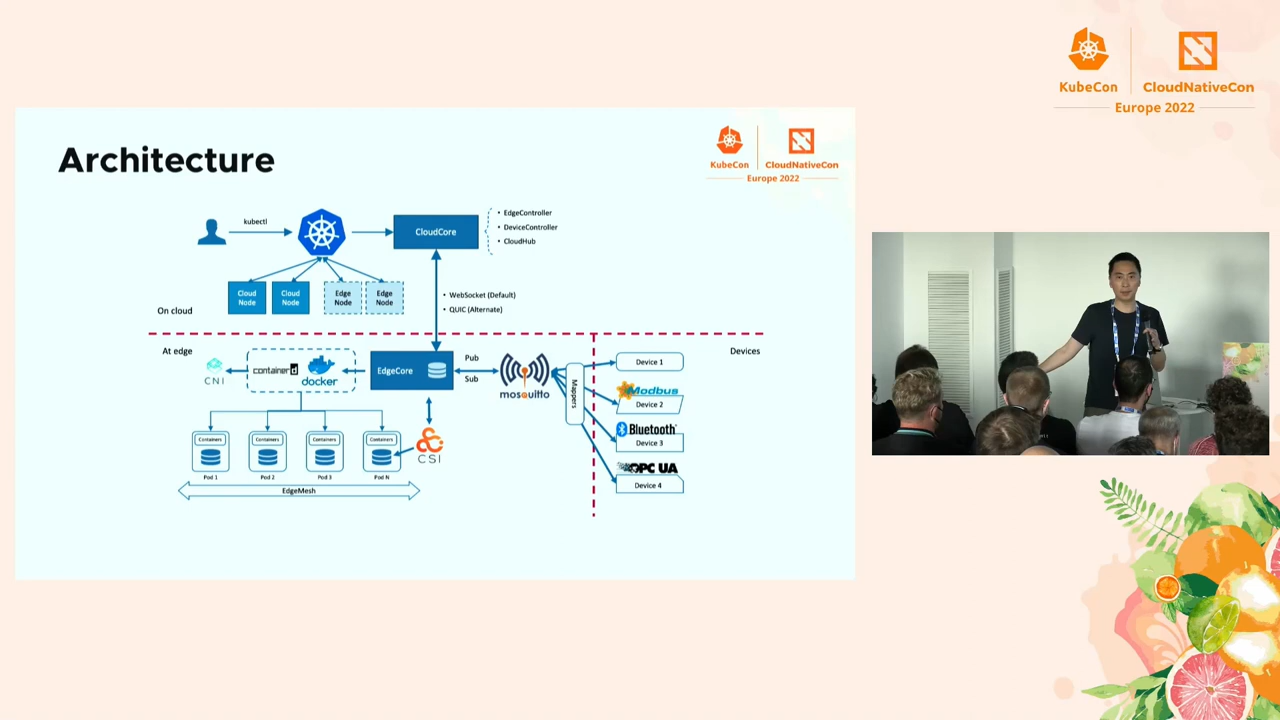 KubeCon
CloudNativeCon
Europe 2022
Architecture
KubeCon
CloudNativeCon
Europe 2022
kubectl
CloudCore
• EdgeController
• DeviceController
• CloudHub
Cloud
Node
Cloud
Node
Edge
Node
Edge
Node
• WebSocket (Default)
• QUIC (Alternate)
On cloud
At edge
Devices
CNI
containerd
docker
EdgeCore
Pub
Sub
mosquitto
Mappers
Device 1
Modbus
Device 2
Bluetooth
Device 3
OPC UA
Device 4
Containers
Containers
Containers
Containers
CSI
Pod 1
Pod 2
Pod 3
Pod N
EdgeMesh